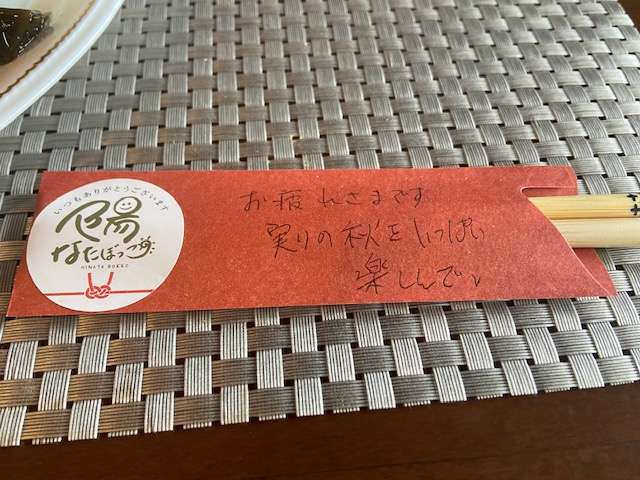 いつもありがとうございます
陽
なたぼっこ
HINATA BOKKO
お疲れさまです
実りの秋をいっぱい
楽しんで